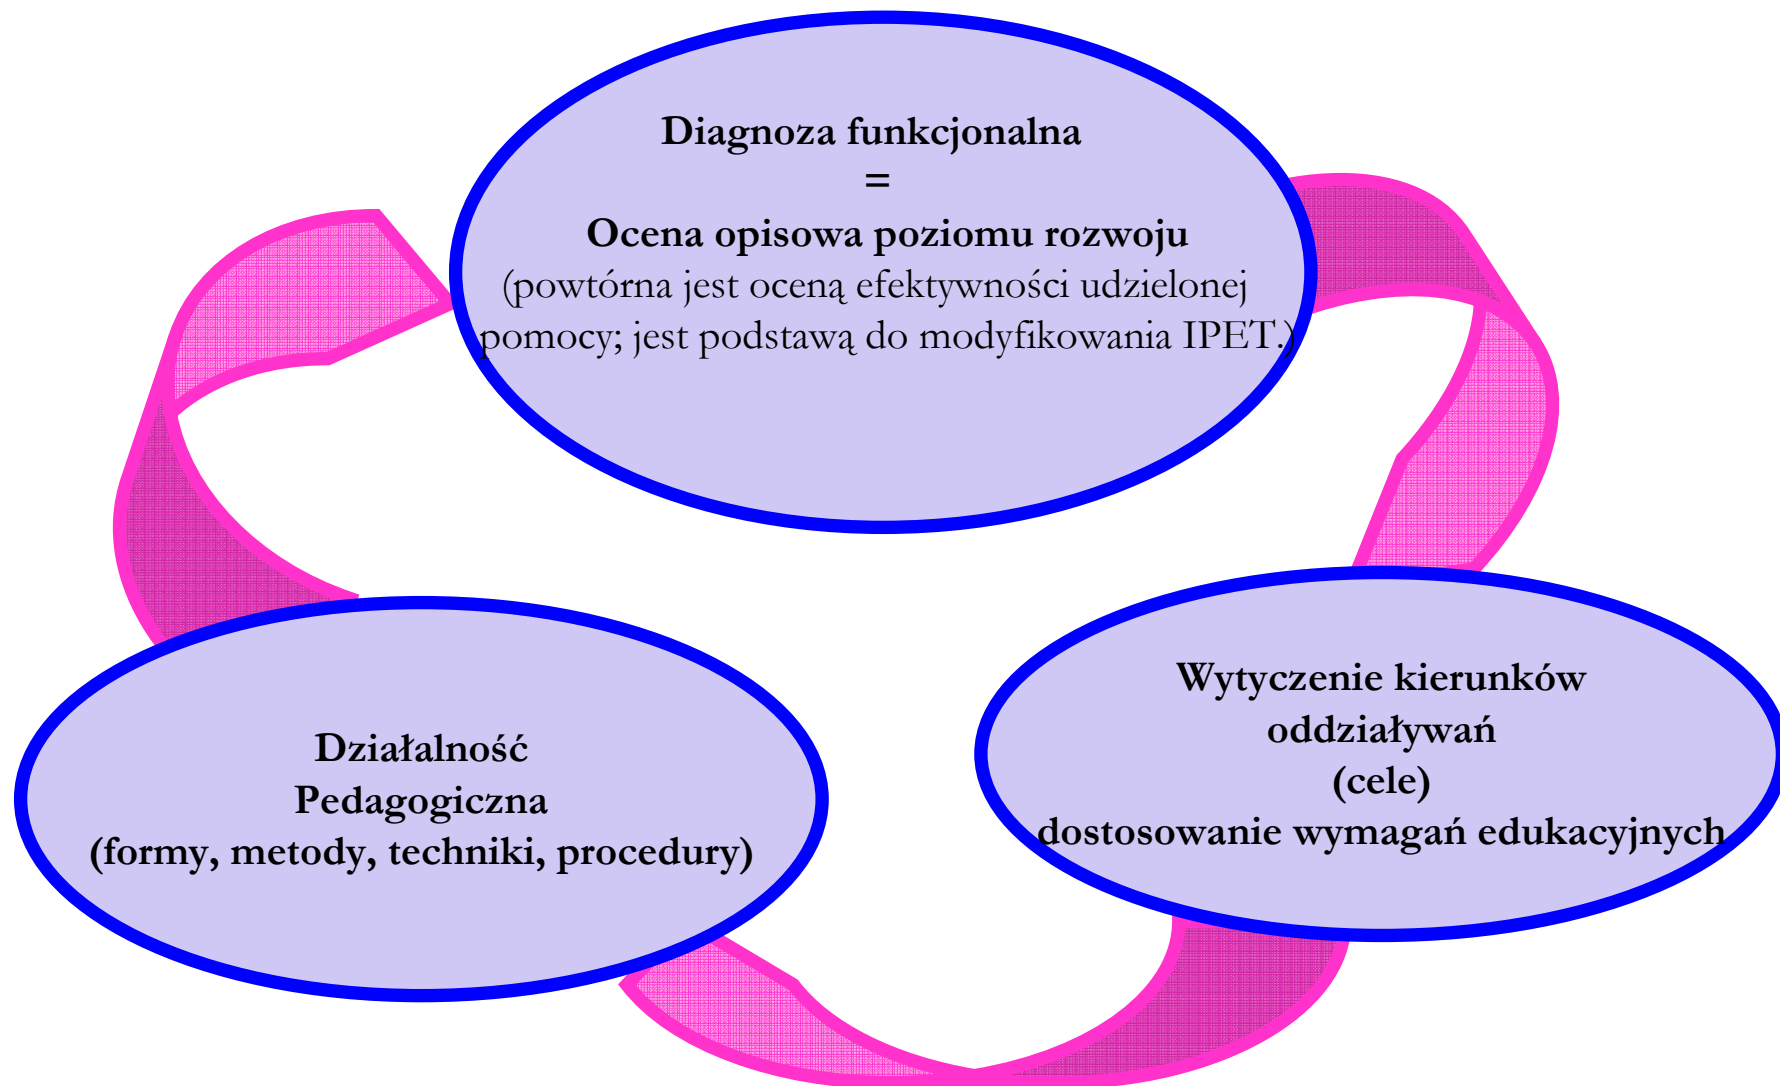 Diagnoza funkcjonalna
=
Ocena opisowa poziomu rozwoju
(powtórna jest oceną efektywności udzielonej
pomocy; jest podstawą do modyfikowania IPET.)
Wytyczenie kierunków
oddziaływań
(cele)
dostosowanie wymagań edukacyjnych
Działalność
Pedagogiczna
(formy, metody, techniki, procedury)